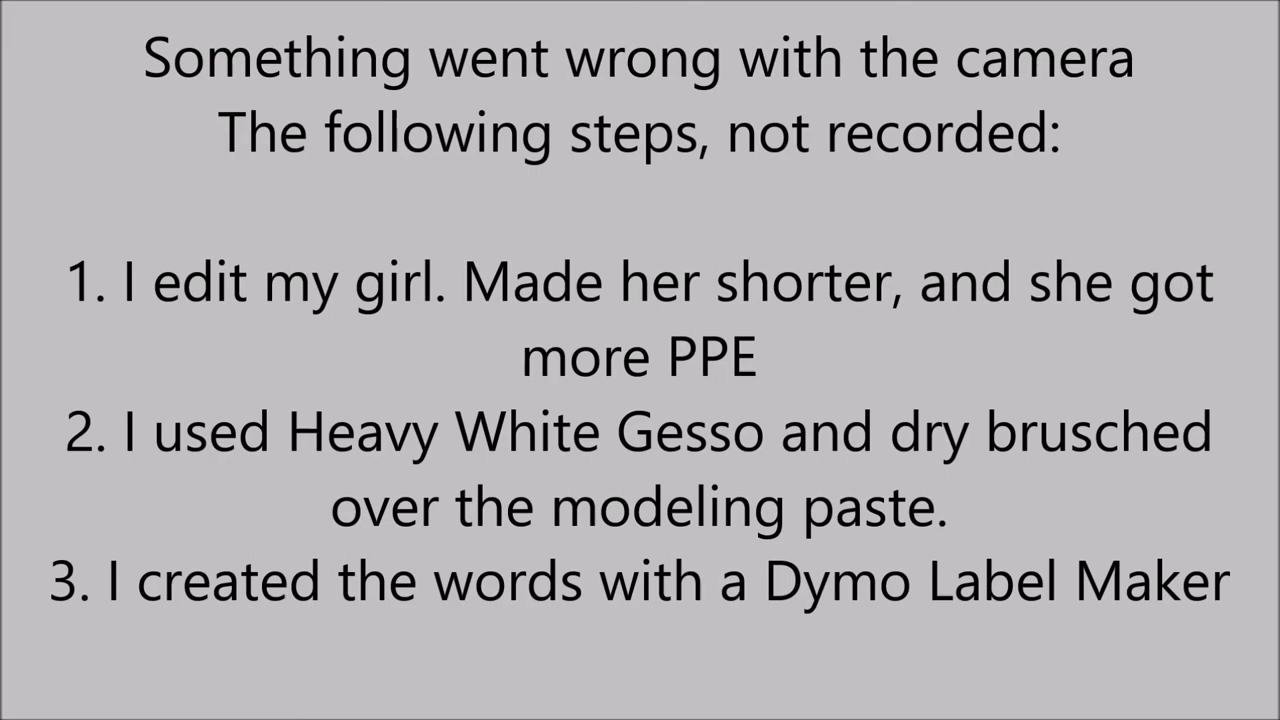 Something went wrong with the camera
The following steps, not recorded:
1. I edit my girl. Made her shorter, and she got
more PPE
2. I used Heavy White Gesso and dry brusched
over the modeling paste.
3. I created the words with a Dymo Label Maker